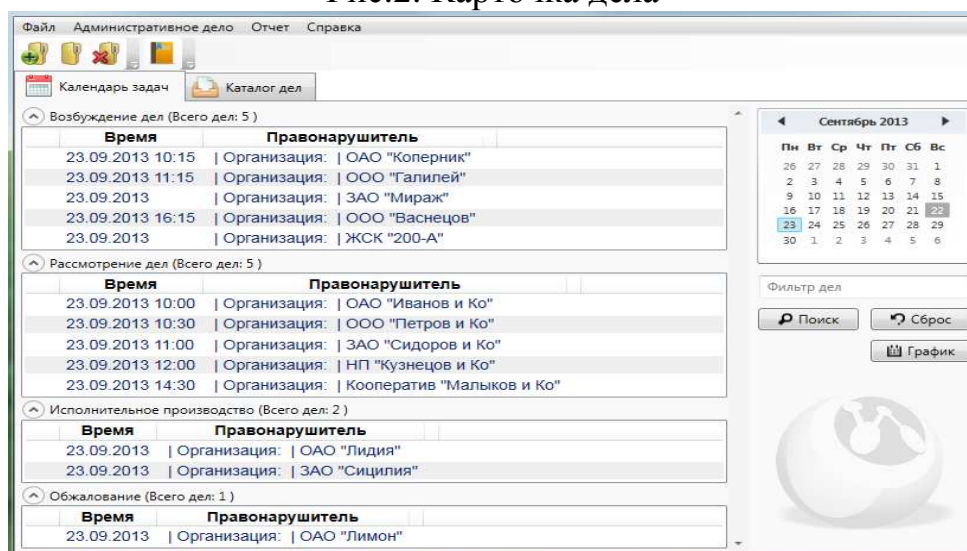 Рис.2. Карточка дела
Файл Административное дело Отчет Справка
Календарь задач Каталог дел
Возбуждение дел (Всего дел: 5 )
Время Правонарушитель
23.09.2013 10:15 | Организация: | ОАО "Коперник"
23.09.2013 11:15 | Организация: | ООО "Галилей"
23.09.2013 | Организация: | ЗАО "Мираж"
23.09.2013 16:15 | Организация: | ООО "Васнецов"
23.09.2013 | Организация: | ЖСК "200-А"
Рассмотрение дел (Всего дел: 5 )
Время Правонарушитель
23.09.2013 10:00 | Организация: | ОАО "Иванов и Ко"
23.09.2013 10:30 | Организация: | ООО "Петров и Ко"
23.09.2013 11:00 | Организация: | ЗАО "Сидоров и Ко"
23.09.2013 12:00 | Организация: | НП "Кузнецов и Ко"
23.09.2013 14:30 | Организация: | Кооператив "Малыков и Ко"
Исполнительное производство (Всего дел: 2 )
Время Правонарушитель
23.09.2013 | Организация: | ОАО "Лидия"
23.09.2013 | Организация: | ЗАО "Сицилия"
Обжалование (Всего дел: 1 )
Время Правонарушитель
23.09.2013 | Организация: | ОАО "Лимон"
Сентябрь 2013
Пн Вт Ср Чт Пт Сб Вс
26 27 28 29 30 31 1
2 3 4 5 6 7 8
9 10 11 12 13 14 15
16 17 18 19 20 21 22
23 24 25 26 27 28 29
30 1 2 3 4 5 6
Фильтр дел
Поиск Сброс
График